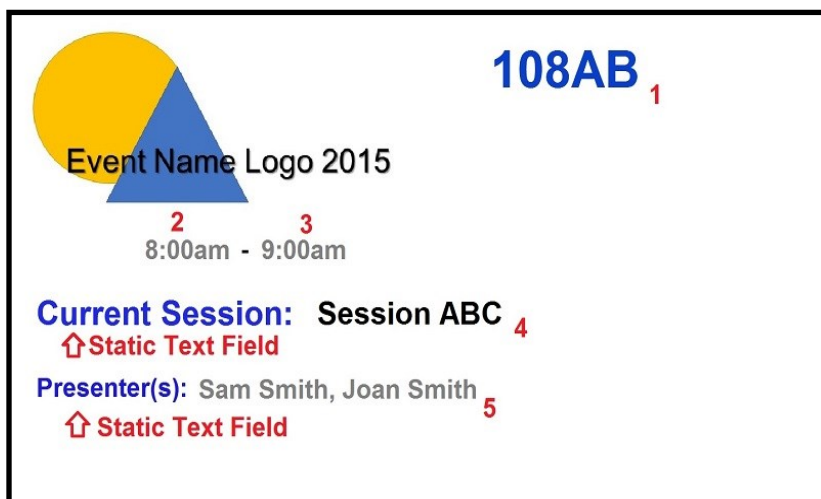 108AB 1
Event Name Logo 2015
2 3
8:00am - 9:00am
Current Session: Session ABC 4
Static Text Field
Presenter(s): Sam Smith, Joan Smith 5
Static Text Field